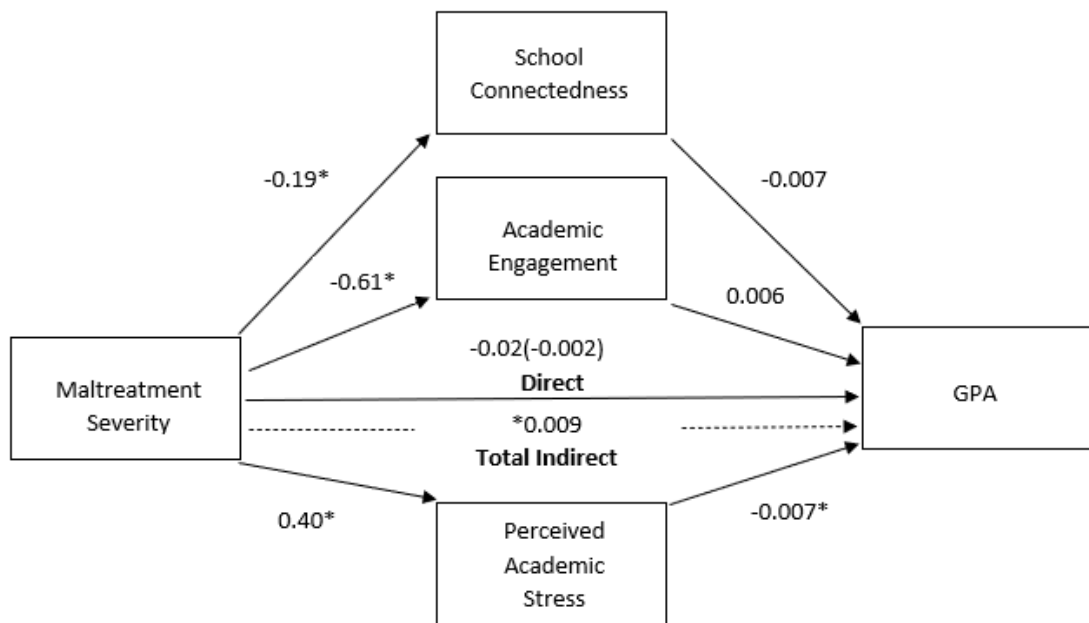 School
Connectedness
-0.19*
-0.007
Academic
Engagement
-0.61*
0.006
-0.02(-0.002)
Direct
Maltreatment
Severity
GPA
*0.009
Total Indirect
0.40*
-0.007*
Perceived
Academic
Stress